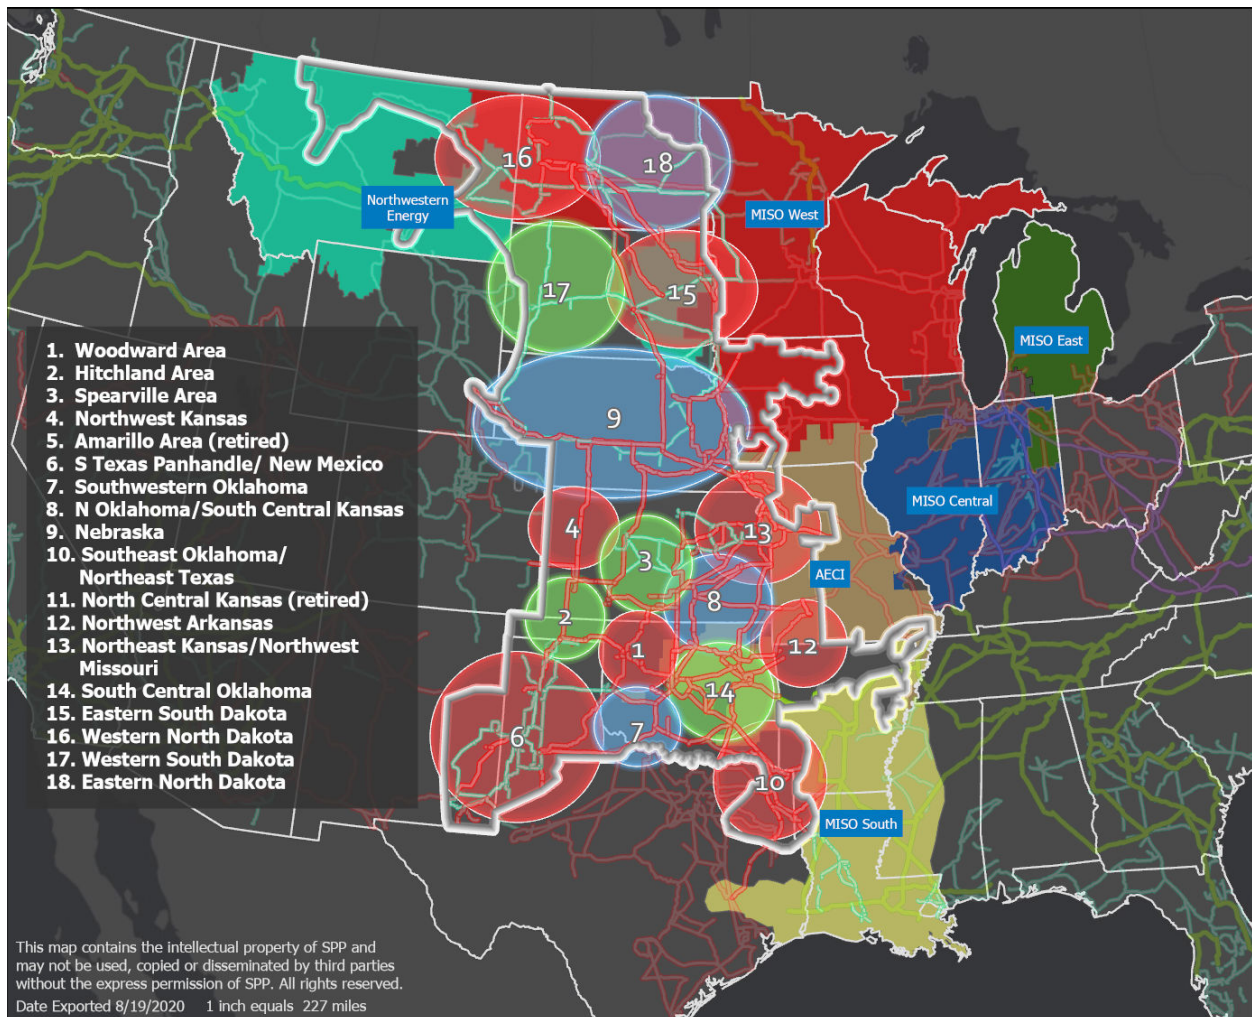 16
18
Northwestern
Energy
MISO West
17
15
MISO East
1. Woodward Area
2. Hitchland Area
3. Spearville Area
4. Northwest Kansas
5. Amarillo Area (retired)
6. S Texas Panhandle/ New Mexico
7. Southwestern Oklahoma
8. N Oklahoma/South Central Kansas
9. Nebraska
10. Southeast Oklahoma/
Northeast Texas
11. North Central Kansas (retired)
12. Northwest Arkansas
13. Northeast Kansas/Northwest
Missouri
14. South Central Oklahoma
15. Eastern South Dakota
16. Western North Dakota
17. Western South Dakota
18. Eastern North Dakota
9
MISO Central
4
13
3
AECI
8
2
1
12
14
6
7
10
MISO South
This map contains the intellectual property of SPP and
may not be used, copied or disseminated by third parties
without the express permission of SPP. All rights reserved.
Date Exported 8/19/2020 1 inch equals 227 miles